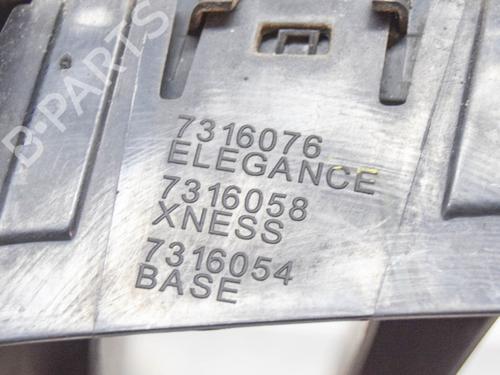 B-PARTS
7316076
ELEGANCE
7316058
XNESS
7316054
BASE